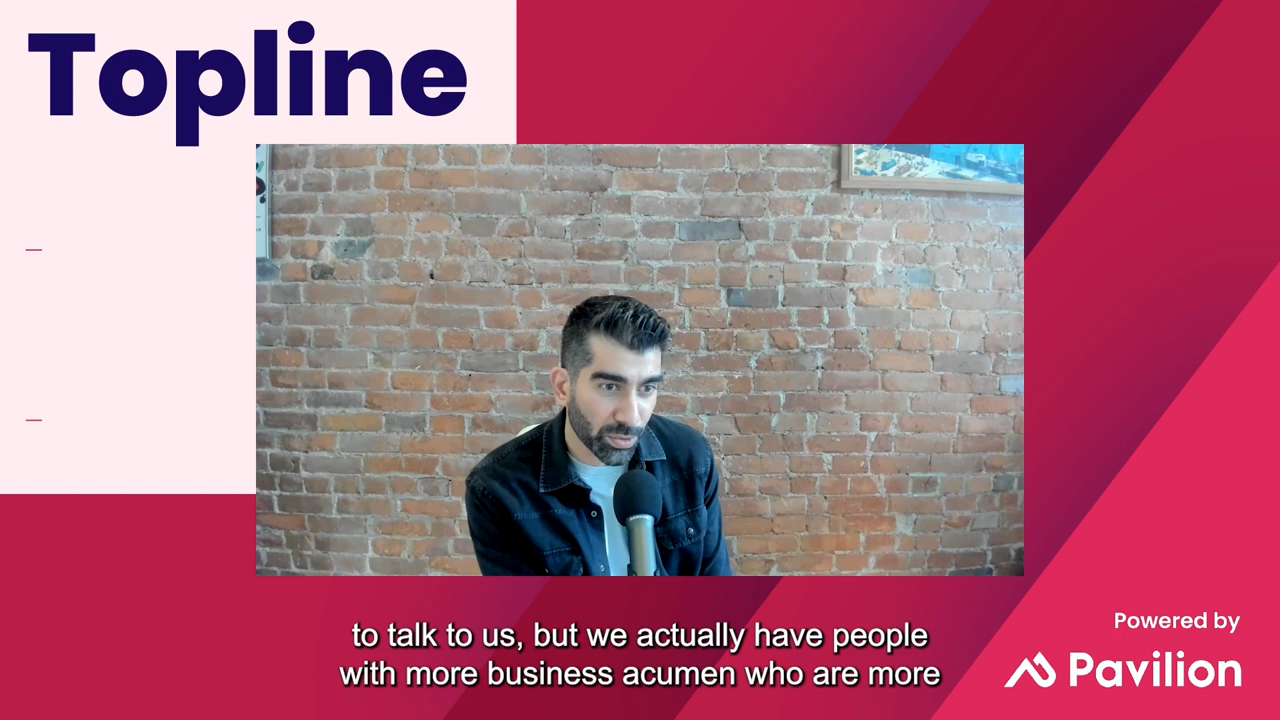 Topline
to talk to us, but we actually have people
with more business acumen who are more
Powered by
Pavilion